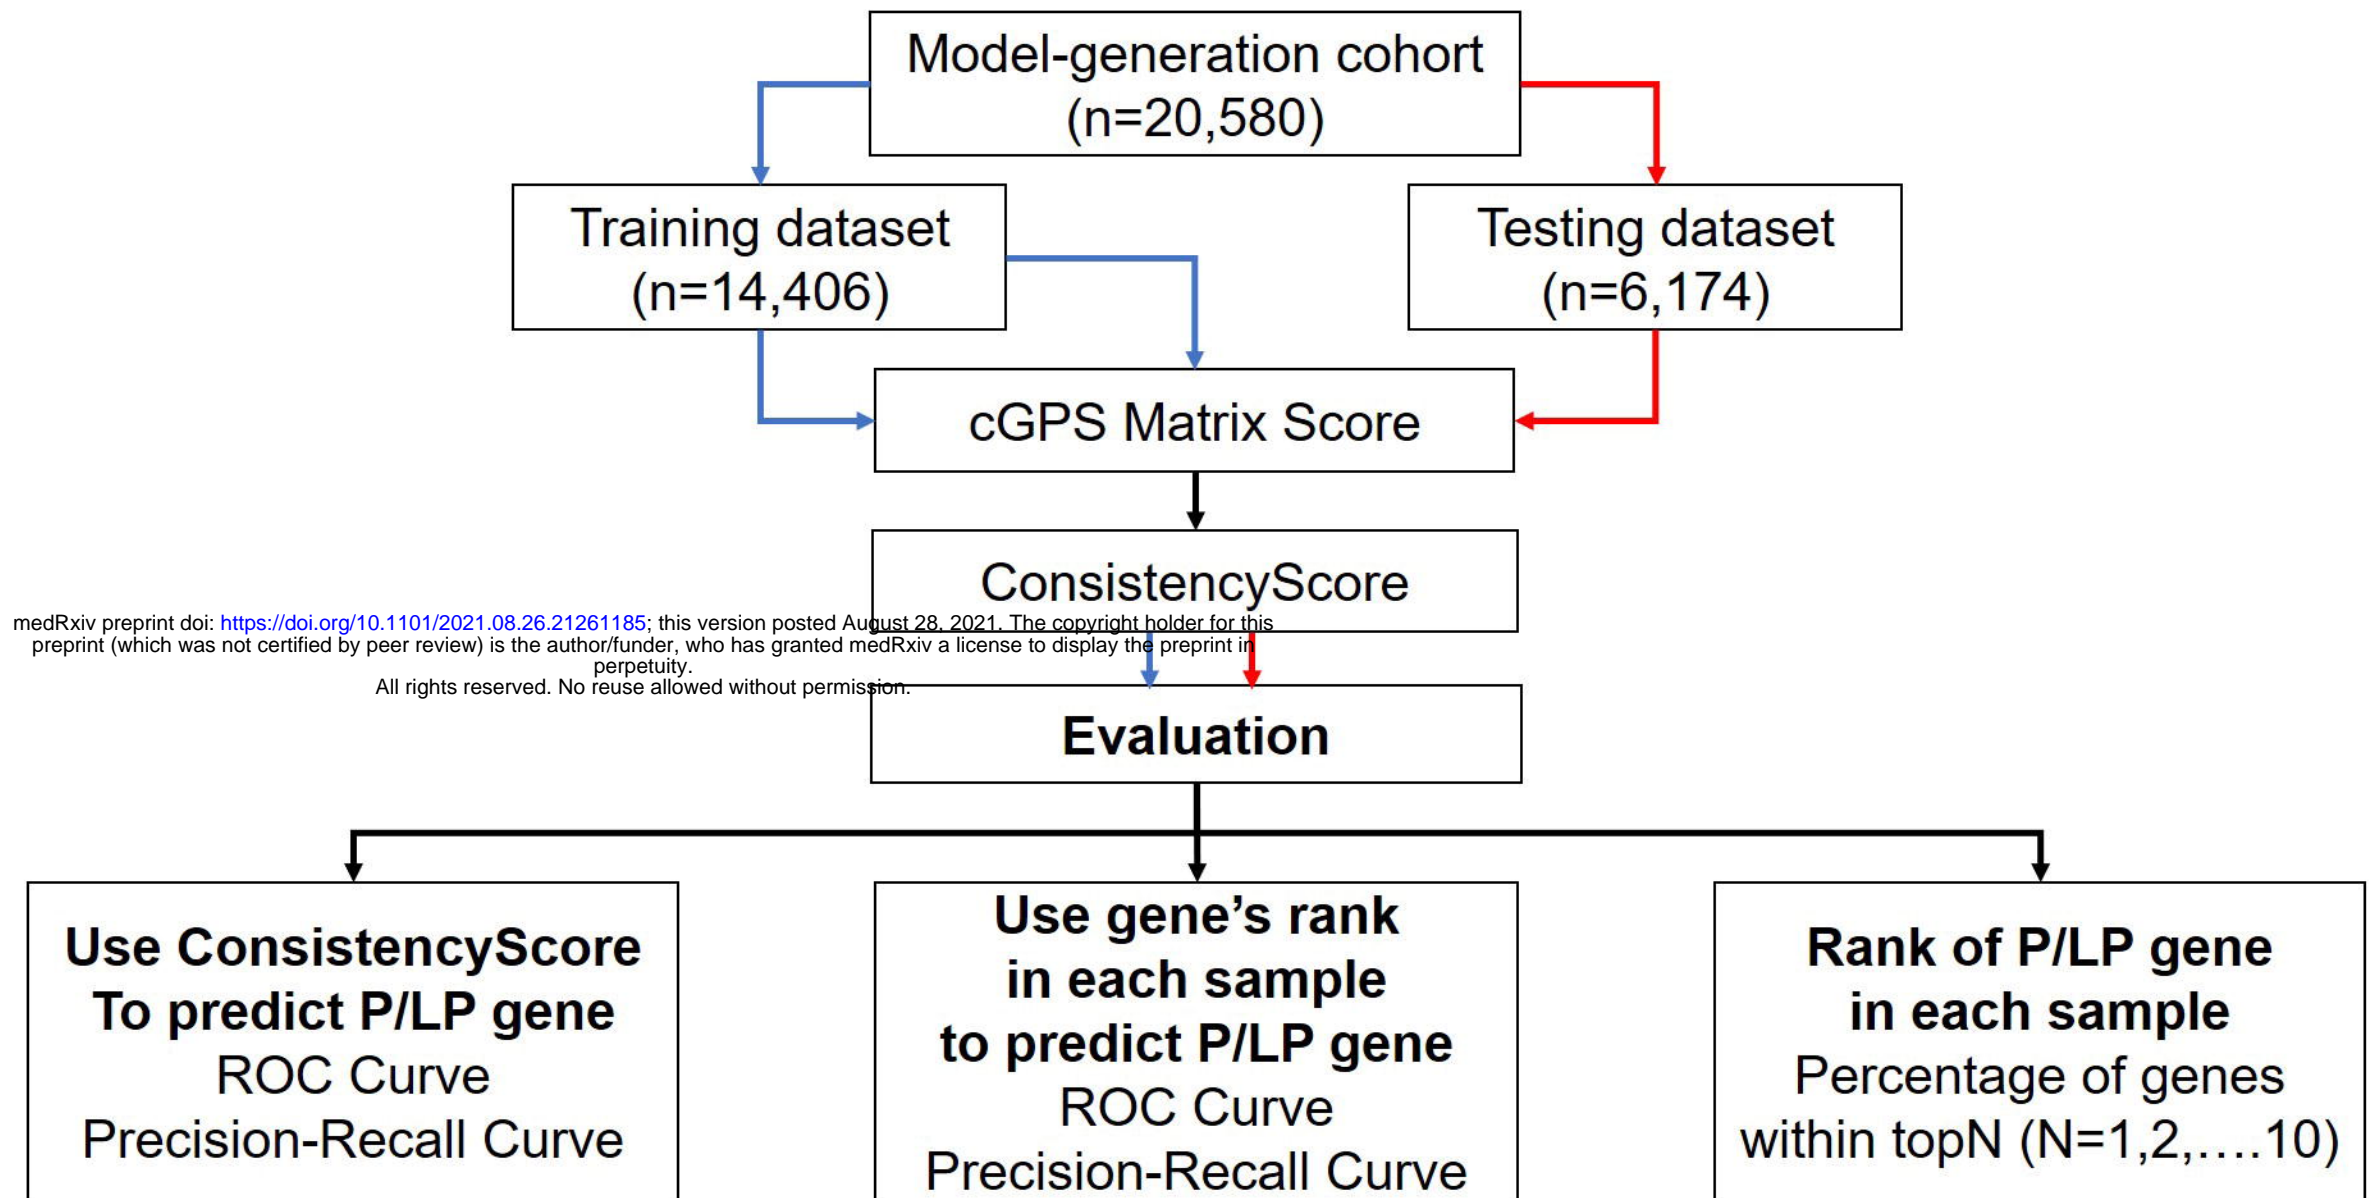 Model-generation cohort
(n=20,580)
Training dataset
(n=14,406)
Testing dataset
(n=6,174)
cGPS Matrix Score
ConsistencyScore
medRxiv preprint doi: https://doi.org/10.1101/2021.08.26.21261185; this version posted August 28, 2021. The copyright holder for this
preprint (which was not certified by peer review) is the author/funder, who has granted medRxiv a license to display the preprint in
perpetuity.
All rights reserved. No reuse allowed without permission.
Evaluation
Use ConsistencyScore
To predict P/LP gene
ROC Curve
Precision-Recall Curve
Use gene’s rank
in each sample
to predict P/LP gene
ROC Curve
Precision-Recall Curve
Rank of P/LP gene
in each sample
Percentage of genes
within topN (N=1,2,….10)